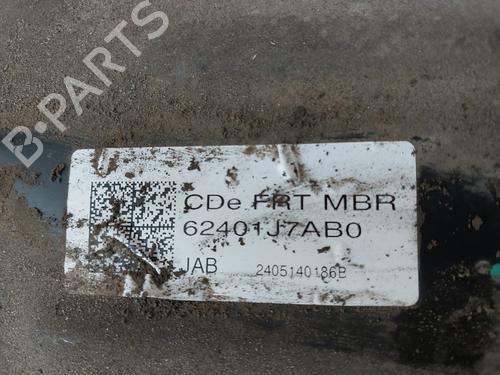 B-PARTS
CDe FRT MBR
62401J7AB0
JAB 2405140186B